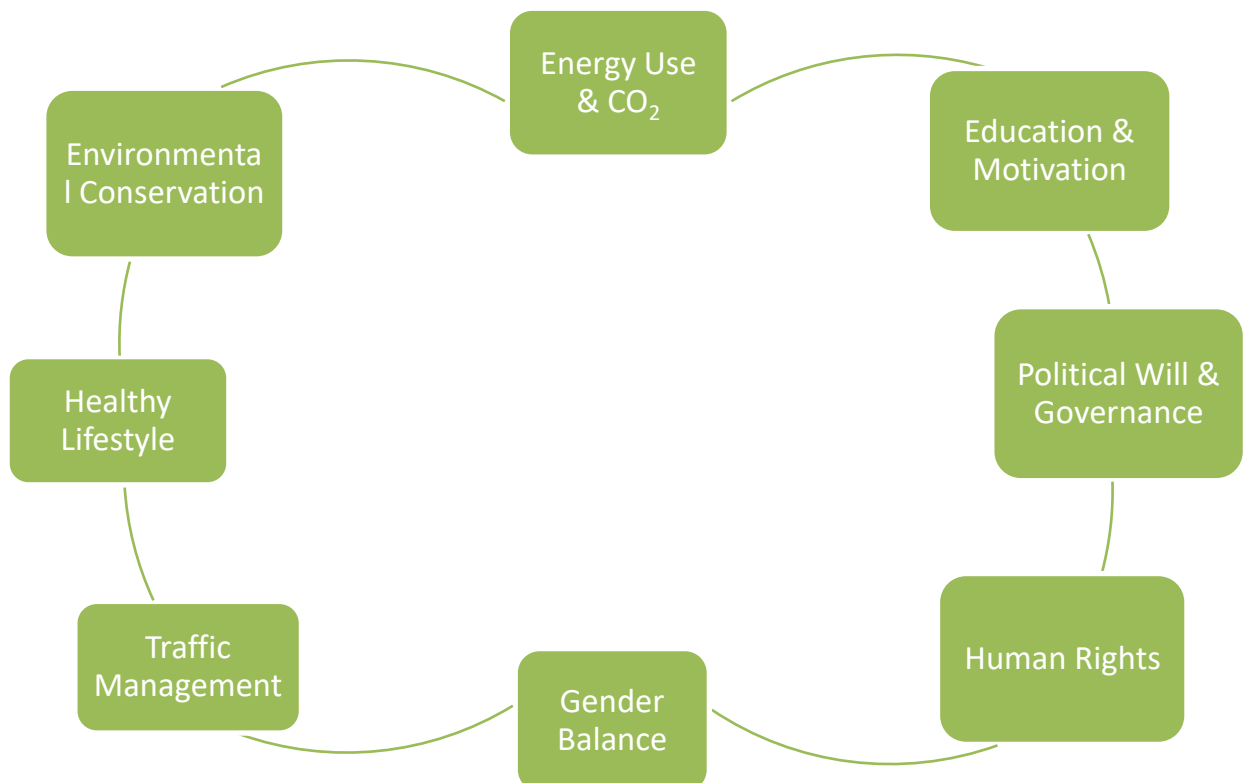 Energy Use
& CO₂
Education &
Motivation
Political Will &
Governance
Human Rights
Gender
Balance
Traffic
Management
Healthy
Lifestyle
Environmenta
l Conservation